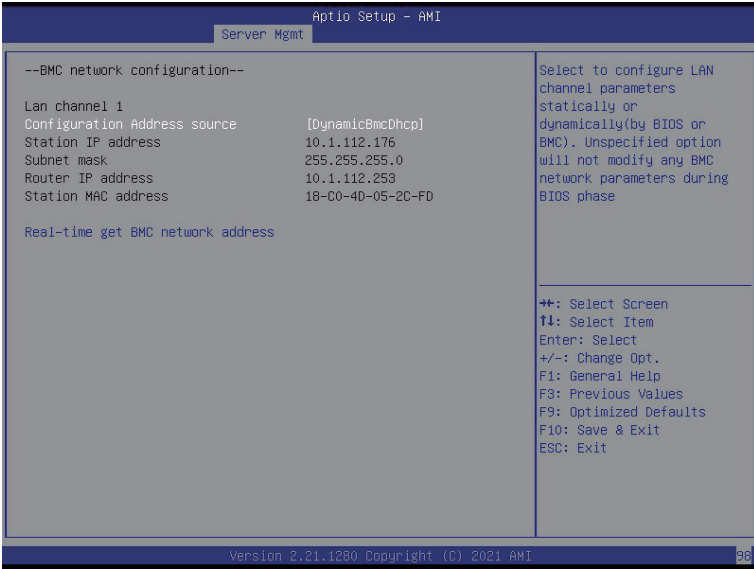 Aptio Setup – AMI
Server Mgmt
--BMC network configuration--
Lan channel 1
Configuration Address source [DynamicBmcDhcp]
Station IP address 10.1.112.176
Subnet mask 255.255.255.0
Router IP address 10.1.112.253
Station MAC address 18-C0-4D-05-2C-FD
Real-time get BMC network address
Select to configure LAN
channel parameters
statically or
dynamically(by BIOS or
BMC). Unspecified option
will not modify any BMC
network parameters during
BIOS phase
→←: Select Screen
↑↓: Select Item
Enter: Select
+/-: Change Opt.
F1: General Help
F3: Previous Values
F9: Optimized Defaults
F10: Save & Exit
ESC: Exit
Version 2.21.1280 Copyright (C) 2021 AMI
98